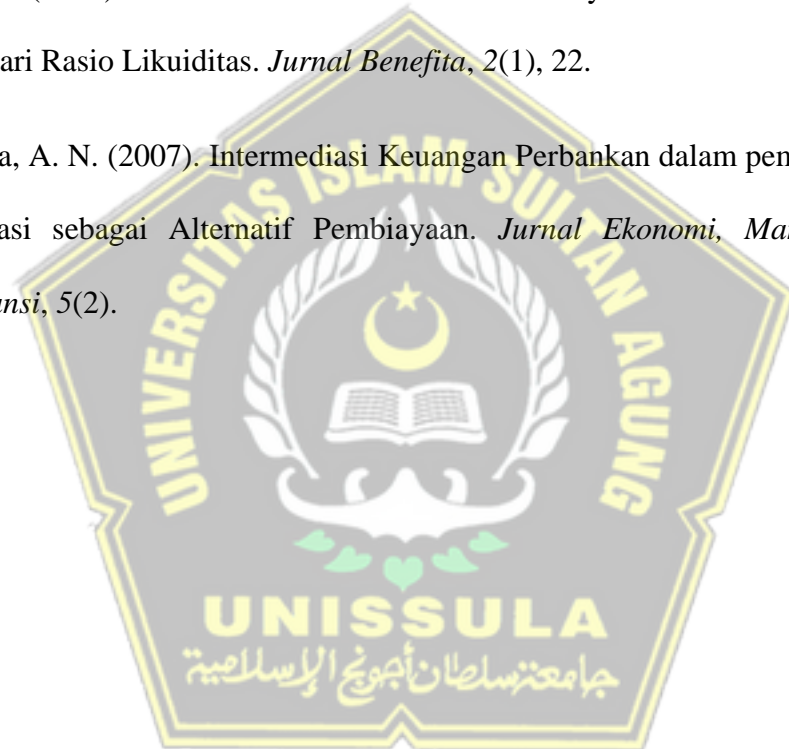 ari Rasio Likuiditas. Jurnal Benefita, 2(1), 22.
a, A. N. (2007). Intermediasi Keuangan Perbankan dalam pen
asi sebagai Alternatif Pembiayaan. Jurnal Ekonomi, Ma
nsi, 5(2).
UNIVERSITAS ISLAM SULTAN AGUNG
UNISSULA
جامعة سلطان أجونج الإسلامية